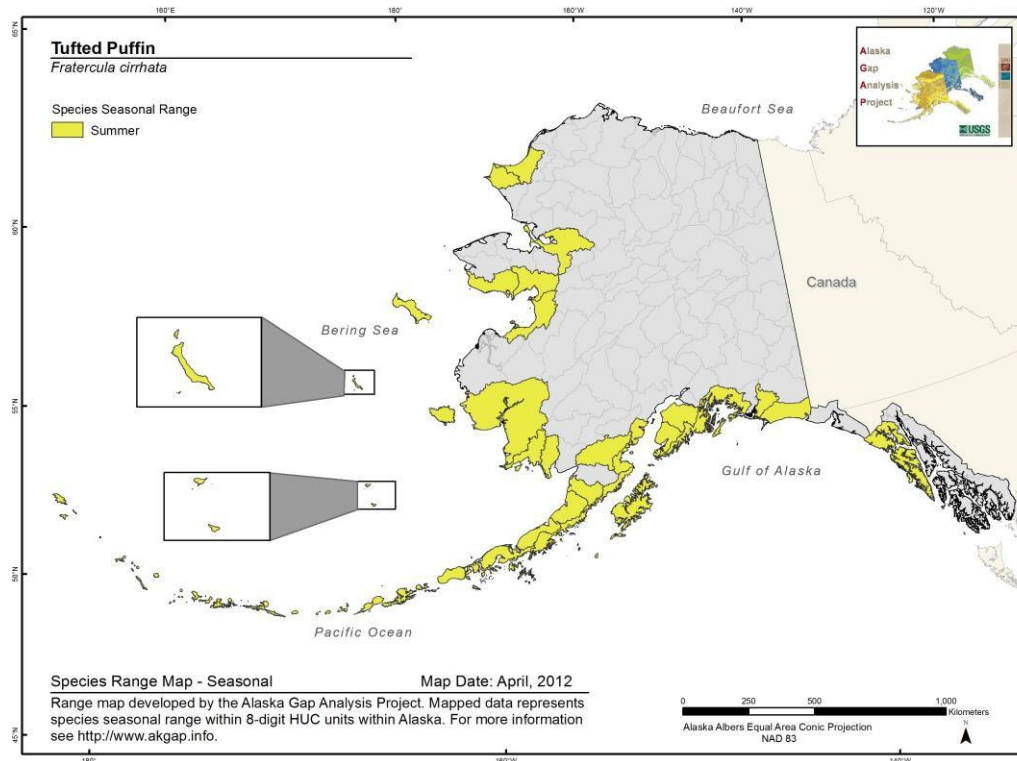 160°E 180° 160°W 140°W 120°W
65°N
Tufted Puffin
Fratercula cirrhata
Species Seasonal Range
Summer
Alaska
Gap
Analysis
Project
USGS
Beaufort Sea
60°N
Canada
Bering Sea
55°N
Gulf of Alaska
50°N
Pacific Ocean
Species Range Map - Seasonal Map Date: April, 2012
Range map developed by the Alaska Gap Analysis Project. Mapped data represents
species seasonal range within 8-digit HUC units within Alaska. For more information
see http://www.akgap.info.
0 250 500 1,000
Kilometers
Alaska Albers Equal Area Conic Projection
NAD 83
N
45°N
180° 160°W 140°W